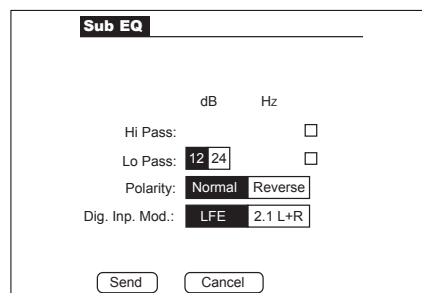 Sub EQ
dB Hz
Hi Pass:
Lo Pass: 12 24
Polarity: Normal Reverse
Dig. Inp. Mod.: LFE 2.1 L+R
Send Cancel